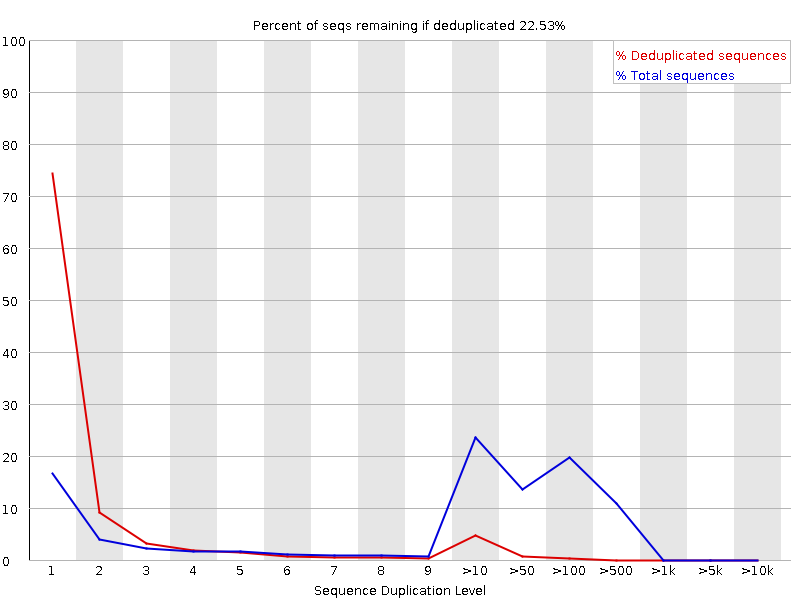 Percent of seqs remaining if deduplicated 22.53%
% Deduplicated sequences
% Total sequences
100
90
80
70
60
50
40
30
20
10
0
1 2 3 4 5 6 7 8 9 >10 >50 >100 >500 >1k >5k >10k
Sequence Duplication Level